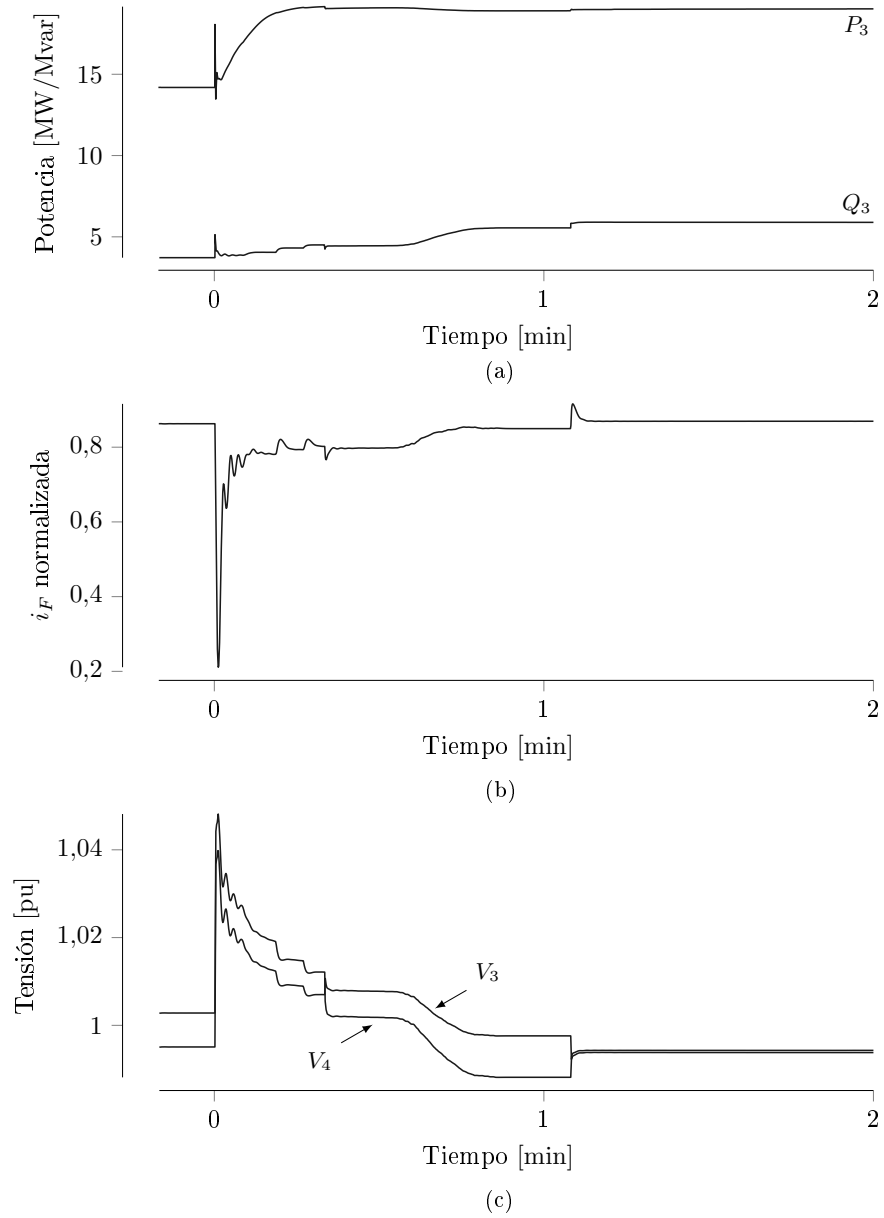 Potencia [MW/Mvar]
15
10
5
P₃
Q₃
0 1 2
Tiempo [min]
(a)
i_F normalizada
0,8
0,6
0,4
0,2
0 1 2
Tiempo [min]
(b)
Tensión [pu]
1,04
1,02
1
V₃
V₄
0 1 2
Tiempo [min]
(c)